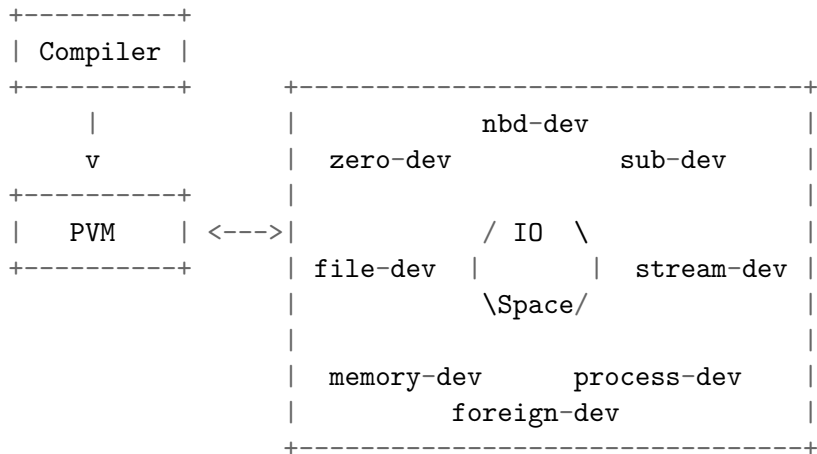 +----------+
| Compiler |
+----------+      +--------------------------------+
     |            |            nbd-dev             |
     v            |  zero-dev          sub-dev     |
+----------+      |                                |
|   PVM    | <--->|            / IO  \             |
+----------+      | file-dev  |       |  stream-dev |
                  |            \Space/             |
                  |                                |
                  |  memory-dev      process-dev   |
                  |          foreign-dev           |
                  +--------------------------------+